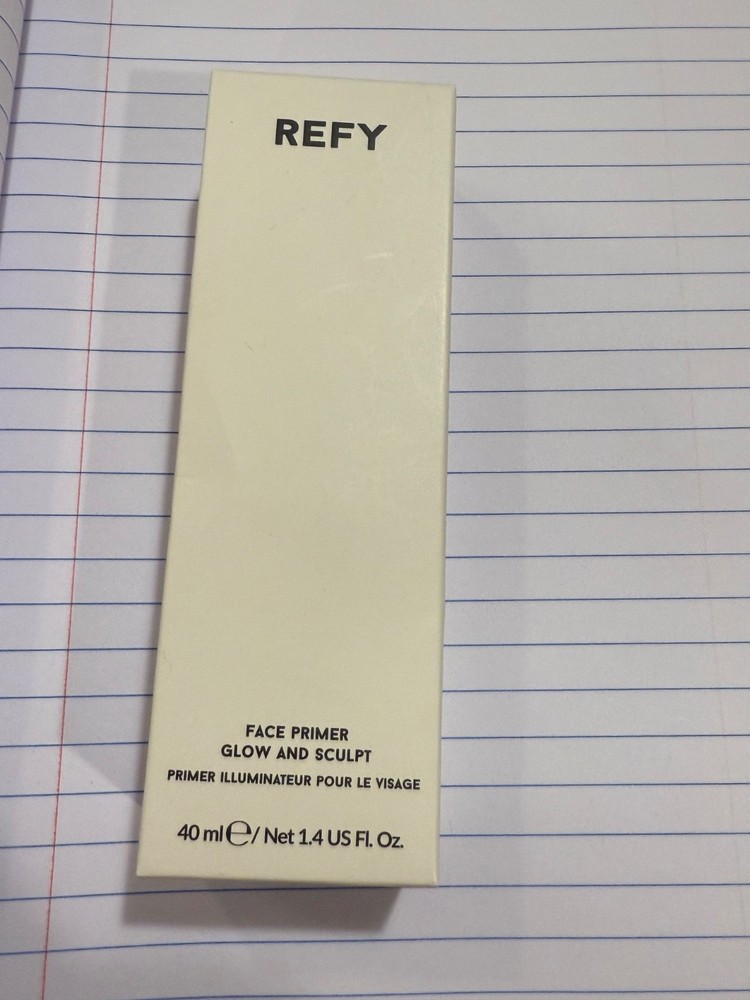 REFY
FACE PRIMER
GLOW AND SCULPT
PRIMER ILLUMINATEUR POUR LE VISAGE
40 ml ℮ / Net 1.4 US Fl. Oz.